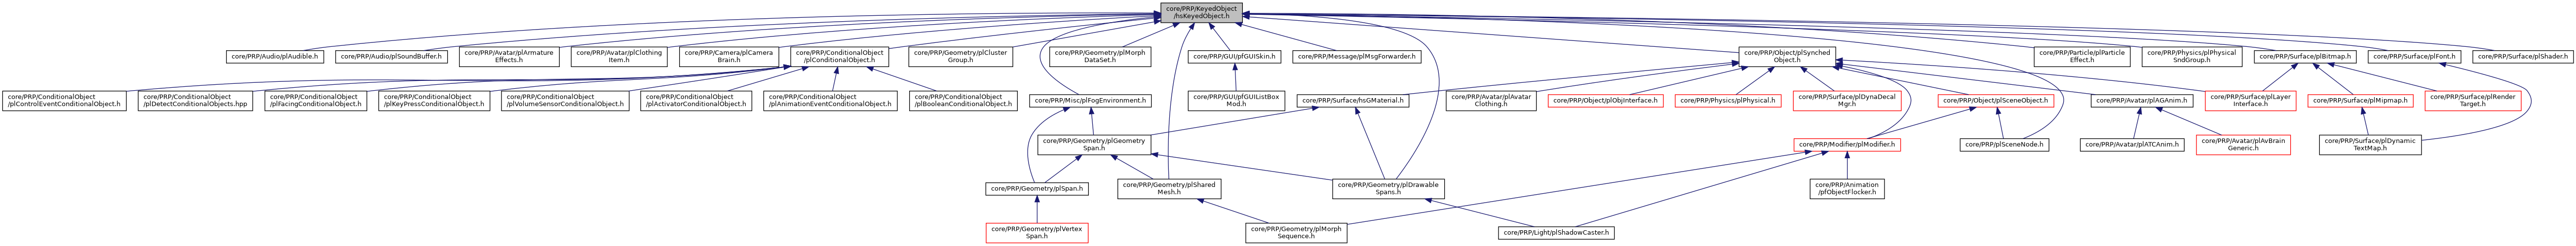 core/PRP/KeyedObject
/hsKeyedObject.h
core/PRP/Audio/plAudible.h
core/PRP/Audio/plSoundBuffer.h
core/PRP/Avatar/plArmature
Effects.h
core/PRP/Avatar/plClothing
Item.h
core/PRP/Camera/plCamera
Brain.h
core/PRP/ConditionalObject
/plConditionalObject.h
core/PRP/Geometry/plCluster
Group.h
core/PRP/Geometry/plMorph
DataSet.h
core/PRP/GUI/pfGUISkin.h
core/PRP/Message/plMsgForwarder.h
core/PRP/Object/plSynched
Object.h
core/PRP/Particle/plParticle
Effect.h
core/PRP/Physics/plPhysical
SndGroup.h
core/PRP/Surface/plBitmap.h
core/PRP/Surface/plFont.h
core/PRP/Surface/plShader.h
core/PRP/ConditionalObject
/plControlEventConditionalObject.h
core/PRP/ConditionalObject
/plDetectConditionalObjects.hpp
core/PRP/ConditionalObject
/plFacingConditionalObject.h
core/PRP/ConditionalObject
/plKeyPressConditionalObject.h
core/PRP/ConditionalObject
/plVolumeSensorConditionalObject.h
core/PRP/ConditionalObject
/plActivatorConditionalObject.h
core/PRP/ConditionalObject
/plAnimationEventConditionalObject.h
core/PRP/ConditionalObject
/plBooleanConditionalObject.h
core/PRP/Misc/plFogEnvironment.h
core/PRP/GUI/pfGUIListBox
Mod.h
core/PRP/Surface/hsGMaterial.h
core/PRP/Avatar/plAvatar
Clothing.h
core/PRP/Object/plObjInterface.h
core/PRP/Physics/plPhysical.h
core/PRP/Surface/plDynaDecal
Mgr.h
core/PRP/Object/plSceneObject.h
core/PRP/Avatar/plAGAnim.h
core/PRP/Surface/plLayer
Interface.h
core/PRP/Surface/plMipmap.h
core/PRP/Surface/plRender
Target.h
core/PRP/Geometry/plGeometry
Span.h
core/PRP/Modifier/plModifier.h
core/PRP/plSceneNode.h
core/PRP/Avatar/plATCAnim.h
core/PRP/Avatar/plAvBrain
Generic.h
core/PRP/Surface/plDynamic
TextMap.h
core/PRP/Geometry/plSpan.h
core/PRP/Geometry/plShared
Mesh.h
core/PRP/Geometry/plDrawable
Spans.h
core/PRP/Animation
/pfObjectFlocker.h
core/PRP/Geometry/plVertex
Span.h
core/PRP/Geometry/plMorph
Sequence.h
core/PRP/Light/plShadowCaster.h